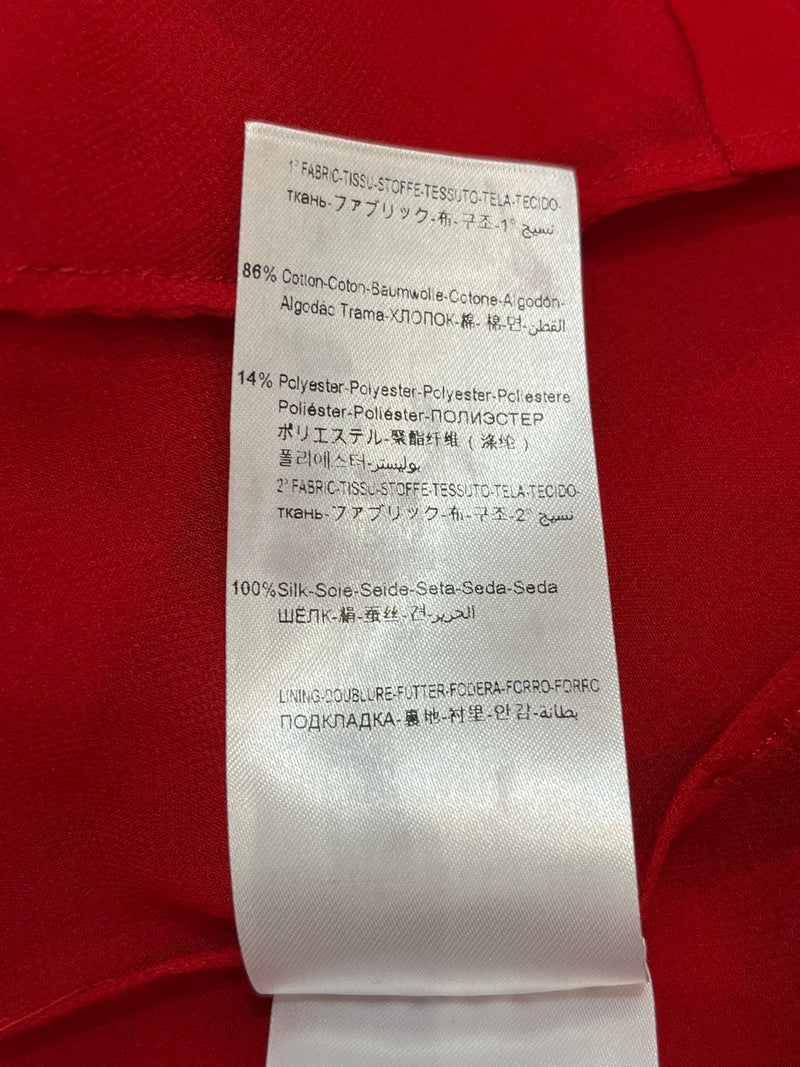 1° FABRIC-TISSU-STOFFE-TESSUTO-TELA-TECIDO-
ткань-ファブリック-布-구조-1° نسيج
86% Cotton-Coton-Baumwolle-Cotone-Algodón-
Algodão Trama-ХЛОПОК-棉- 棉-면-القطن
14% Polyester-Polyester-Polyester-Poliestere
Poliéster-Poliéster-ПОЛИЭСТЕР
ポリエステル-聚酯纤维 ( 涤纶 )
폴리에스터-بوليستر
2° FABRIC-TISSU-STOFFE-TESSUTO-TELA-TECIDO-
ткань-ファブリック-布-구조-2° نسيج
100%Silk-Soie-Seide-Seta-Seda-Seda
ШЁЛК-絹-蚕丝-견-الحرير
LINING-DOUBLURE-FUTTER-FODERA-FORRO-FORRO
ПОДКЛАДКА-裏地-衬里-안감-بطانة